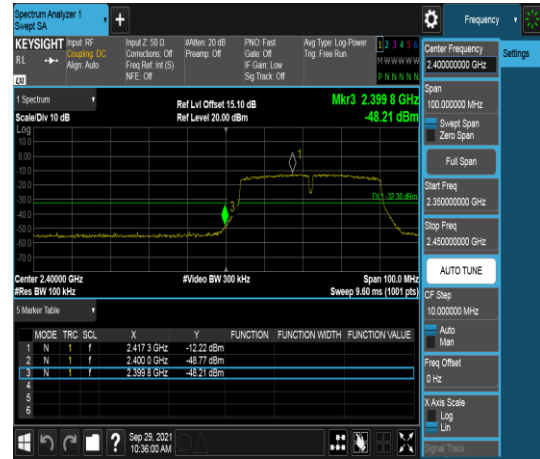 Spectrum Analyzer 1
Swept SA
+
Frequency
KEYSIGHT Input: RF Input Z: 50 Ω #Atten: 20 dB PNO: Fast Avg Type: Log-Power 1 2 3 4 5 6
RL Coupling: DC Corrections: Off Preamp: Off Gate: Off Trig: Free Run M W W W W W
Align: Auto Freq Ref: Int (S) IF Gain: Low
LXI NFE: Off Sig Track: Off P N N N N N
1 Spectrum
Ref Lvl Offset 15.10 dB Mkr3 2.399 8 GHz
Scale/Div 10 dB Ref Level 20.00 dBm -48.21 dBm
Log
10.0
0.00
-10.0
-20.0
-30.0
-40.0
-50.0
-60.0
-70.0
1
3
DL1 -32.30 dBm
Center 2.40000 GHz #Video BW 300 kHz Span 100.0 MHz
#Res BW 100 kHz Sweep 9.60 ms (1001 pts)
5 Marker Table
MODE TRC SCL X Y FUNCTION FUNCTION WIDTH FUNCTION VALUE
1 N 1 f 2.417 3 GHz -12.22 dBm
2 N 1 f 2.400 0 GHz -48.77 dBm
3 N 1 f 2.399 8 GHz -48.21 dBm
4
5
6
?
Sep 29, 2021
10:36:00 AM
Center Frequency
2.400000000 GHz
Settings
Span
100.000000 MHz
Swept Span
Zero Span
Full Span
Start Freq
2.350000000 GHz
Stop Freq
2.450000000 GHz
AUTO TUNE
CF Step
10.000000 MHz
Auto
Man
Freq Offset
0 Hz
X Axis Scale
Log
Lin
Signal Track